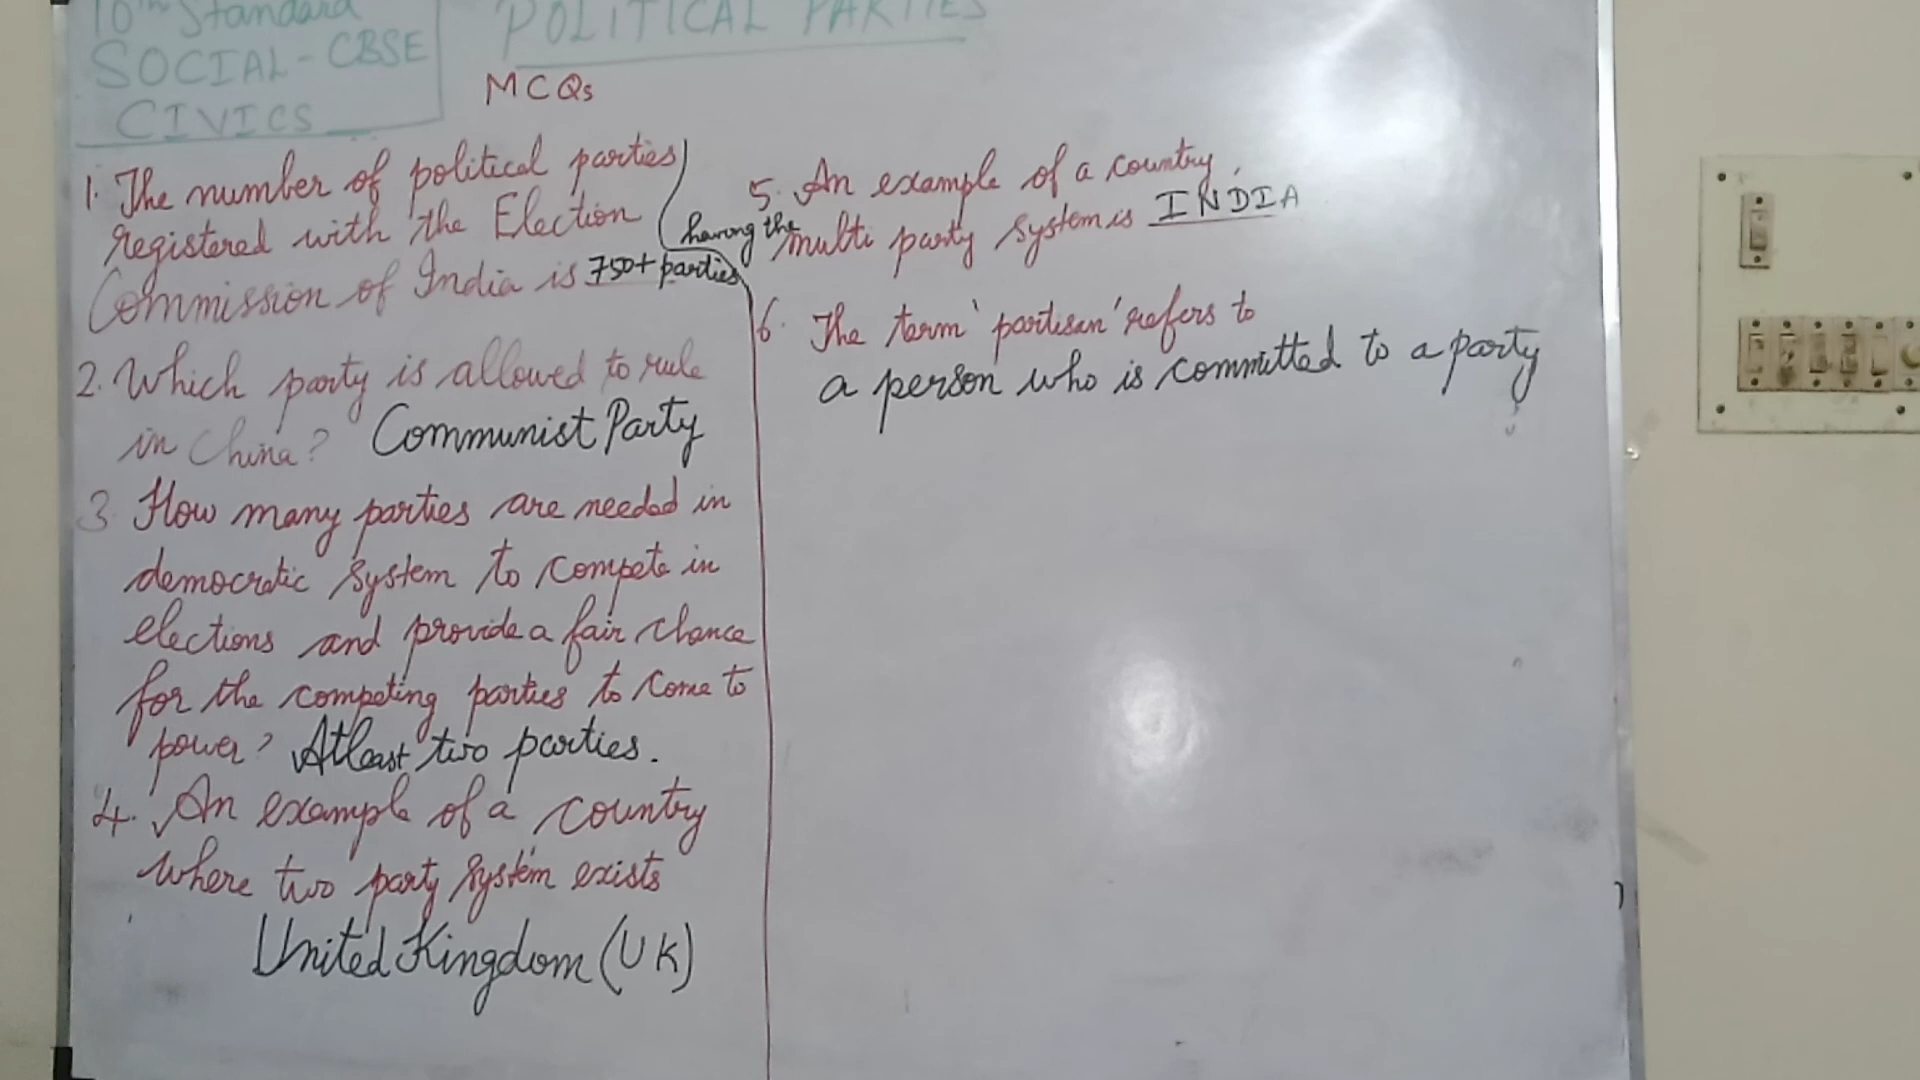 10th Standard
SOCIAL - CBSE
CIVICS
POLITICAL PARTIES
MCQs
1. The number of political parties
registered with the Election
Commission of India is 750+ parties
2. Which party is allowed to rule
in China? Communist Party
3. How many parties are needed in
democratic system to compete in
elections and provide a fair chance
for the competing parties to come to
power? Atleast two parties.
4. An example of a country
where two party system exists
United Kingdom (UK)
5. An example of a country
having the multi party system is INDIA
6. The term 'partisan' refers to
a person who is committed to a party